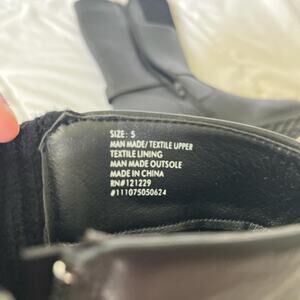 SIZE: 5
MAN MADE/TEXTILE UPPER
TEXTILE LINING
MAN MADE OUTSOLE
MADE IN CHINA
RN#121229
#111075050624